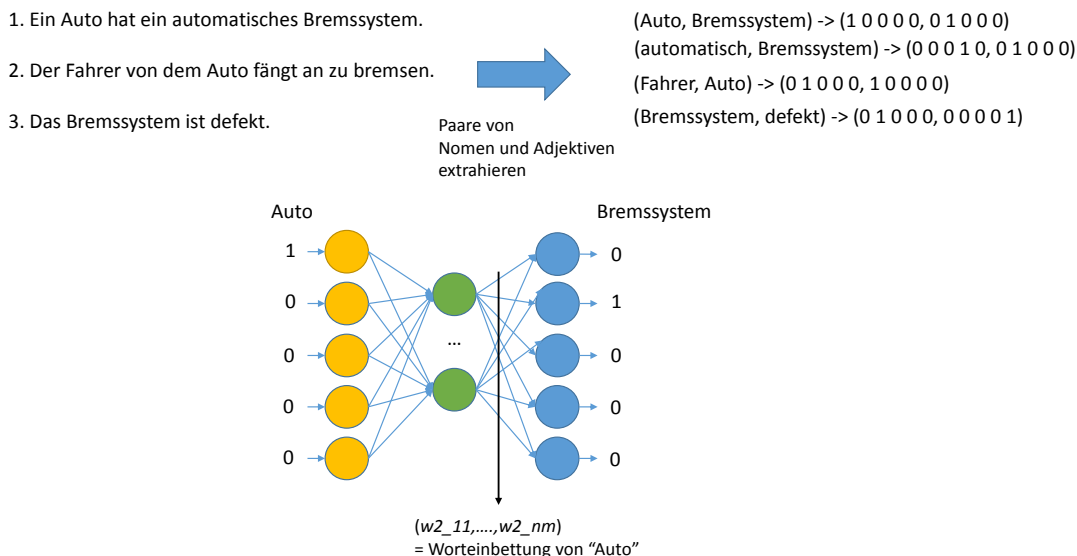 1. Ein Auto hat ein automatisches Bremssystem.
2. Der Fahrer von dem Auto fängt an zu bremsen.
3. Das Bremssystem ist defekt.
Paare von
Nomen und Adjektiven
extrahieren
(Auto, Bremssystem) -> (1 0 0 0 0, 0 1 0 0 0)
(automatisch, Bremssystem) -> (0 0 0 1 0, 0 1 0 0 0)
(Fahrer, Auto) -> (0 1 0 0 0, 1 0 0 0 0)
(Bremssystem, defekt) -> (0 1 0 0 0, 0 0 0 0 1)
Auto
Bremssystem
1
0
0
0
0
...
0
1
0
0
0
(w2_11,....,w2_nm)
= Worteinbettung von “Auto”